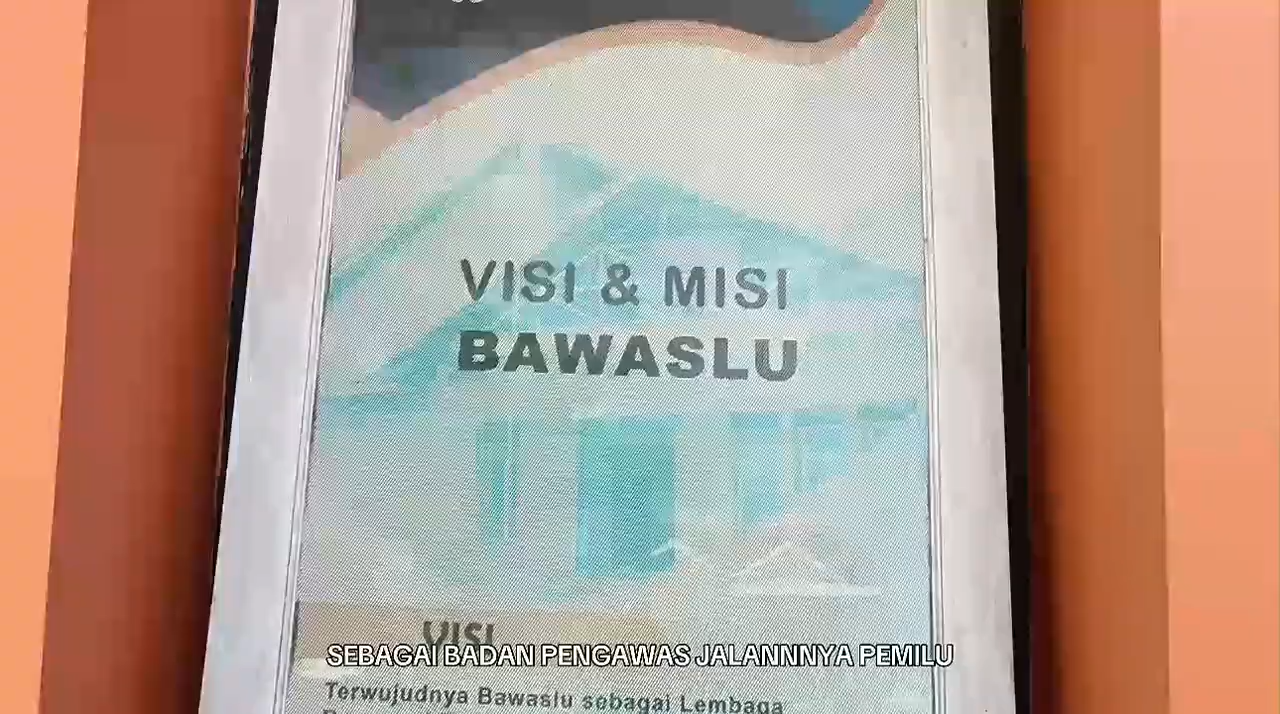 VISI & MISI
BAWASLU
VISI
SEBAGAI BADAN PENGAWAS JALANNNYA PEMILU
Terwujudnya Bawaslu sebagai Lembaga